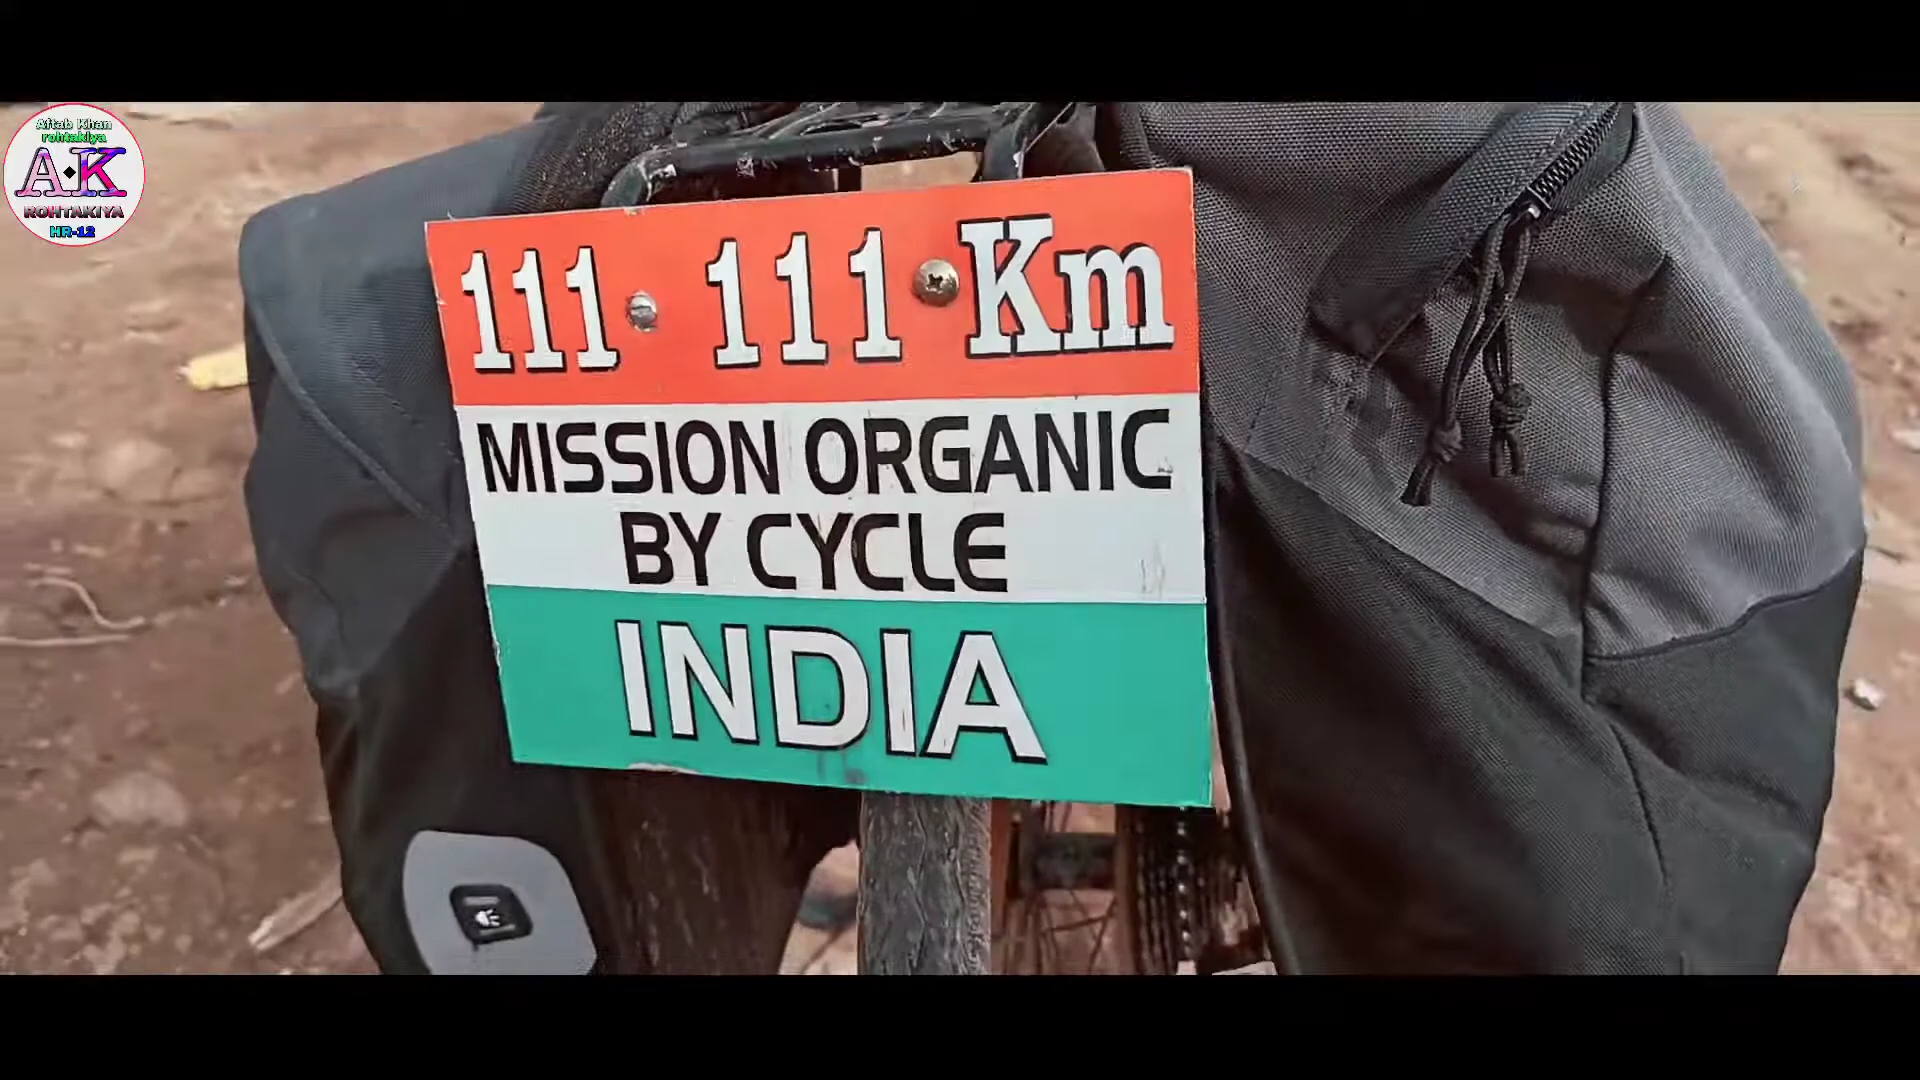 Aftab Khan
rohtakiya
A.K
ROHTAKIYA
HR-12
111 111 Km
MISSION ORGANIC
BY CYCLE
INDIA